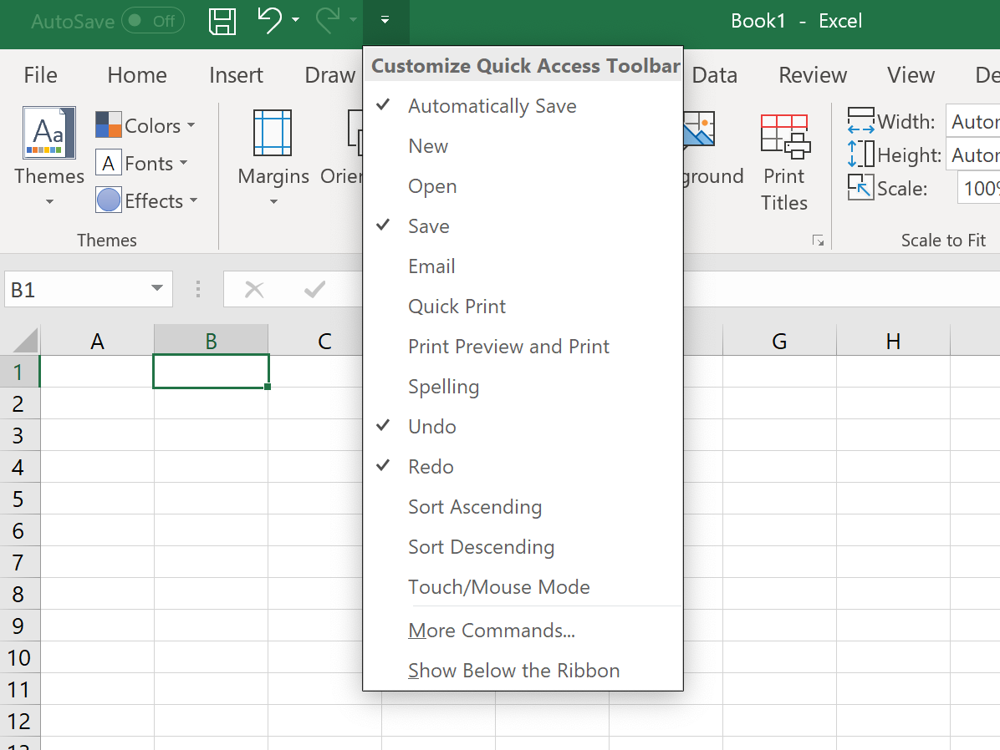 AutoSave Off
Book1 - Excel
File Home Insert Draw Data Review View De
Customize Quick Access Toolbar
Automatically Save
New
Open
Save
Email
Quick Print
Print Preview and Print
Spelling
Undo
Redo
Sort Ascending
Sort Descending
Touch/Mouse Mode
More Commands...
Show Below the Ribbon
Aa
Themes
Colors
A Fonts
Effects
Themes
Margins
Orien
ground
Print
Titles
Width: Autor
Height: Autor
Scale: 100%
Scale to Fit
B1
A B C G H
1
2
3
4
5
6
7
8
9
10
11
12
13